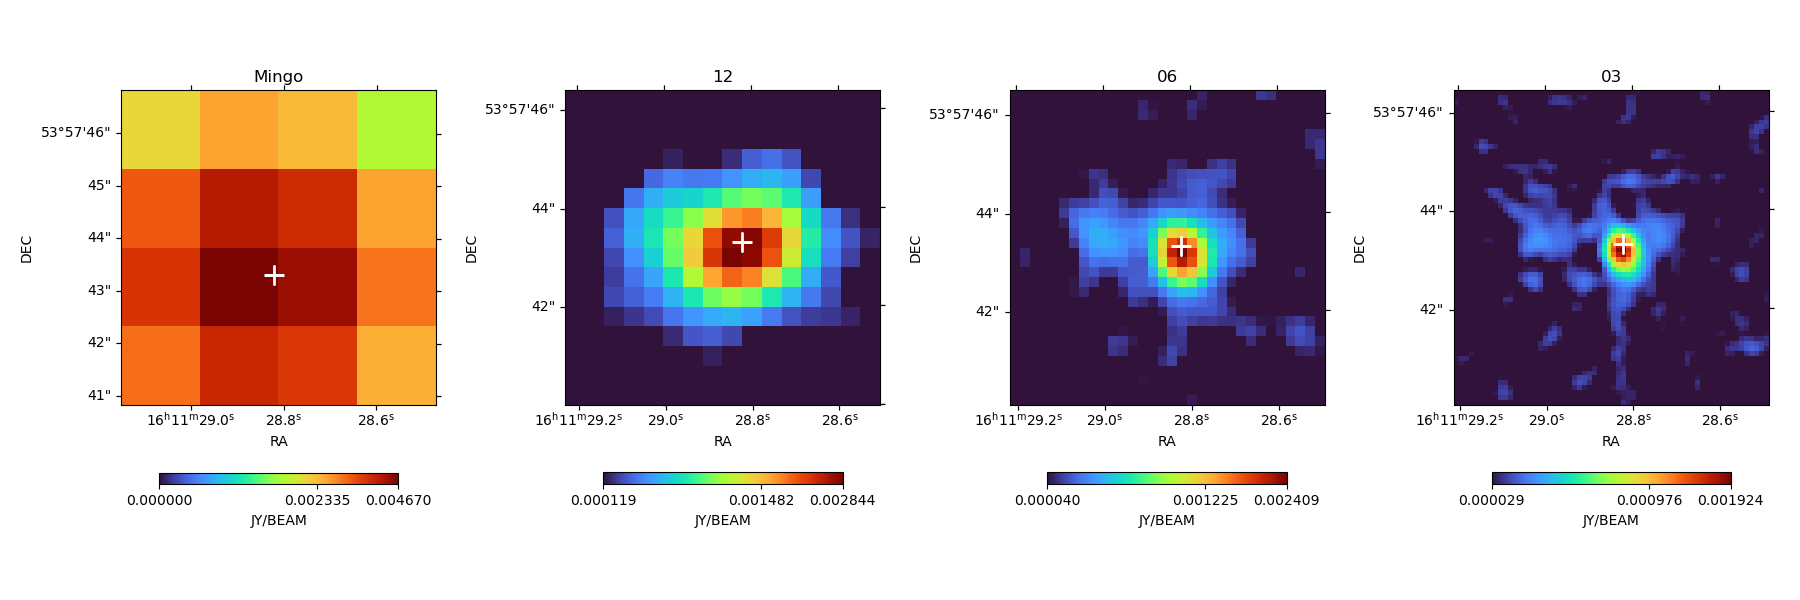 Mingo
DEC
53°57'46"
45"
44"
43"
42"
41"
16ʰ11ᵐ29.0ˢ 28.8ˢ 28.6ˢ
RA
0.000000 0.002335 0.004670
JY/BEAM
12
DEC
53°57'46"
44"
42"
16ʰ11ᵐ29.2ˢ 29.0ˢ 28.8ˢ 28.6ˢ
RA
0.000119 0.001482 0.002844
JY/BEAM
06
DEC
53°57'46"
44"
42"
16ʰ11ᵐ29.2ˢ 29.0ˢ 28.8ˢ 28.6ˢ
RA
0.000040 0.001225 0.002409
JY/BEAM
03
DEC
53°57'46"
44"
42"
16ʰ11ᵐ29.2ˢ 29.0ˢ 28.8ˢ 28.6ˢ
RA
0.000029 0.000976 0.001924
JY/BEAM